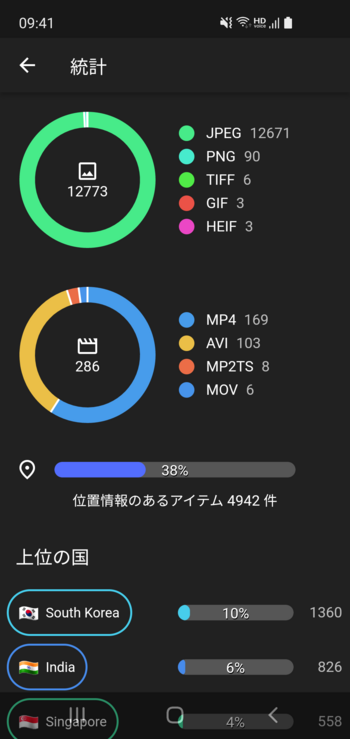 09:41
HD
VOICE
統計
12773
JPEG 12671
PNG 90
TIFF 6
GIF 3
HEIF 3
286
MP4 169
AVI 103
MP2TS 8
MOV 6
38%
位置情報のあるアイテム 4942 件
上位の国
South Korea 10% 1360
India 6% 826
Singapore 4% 558